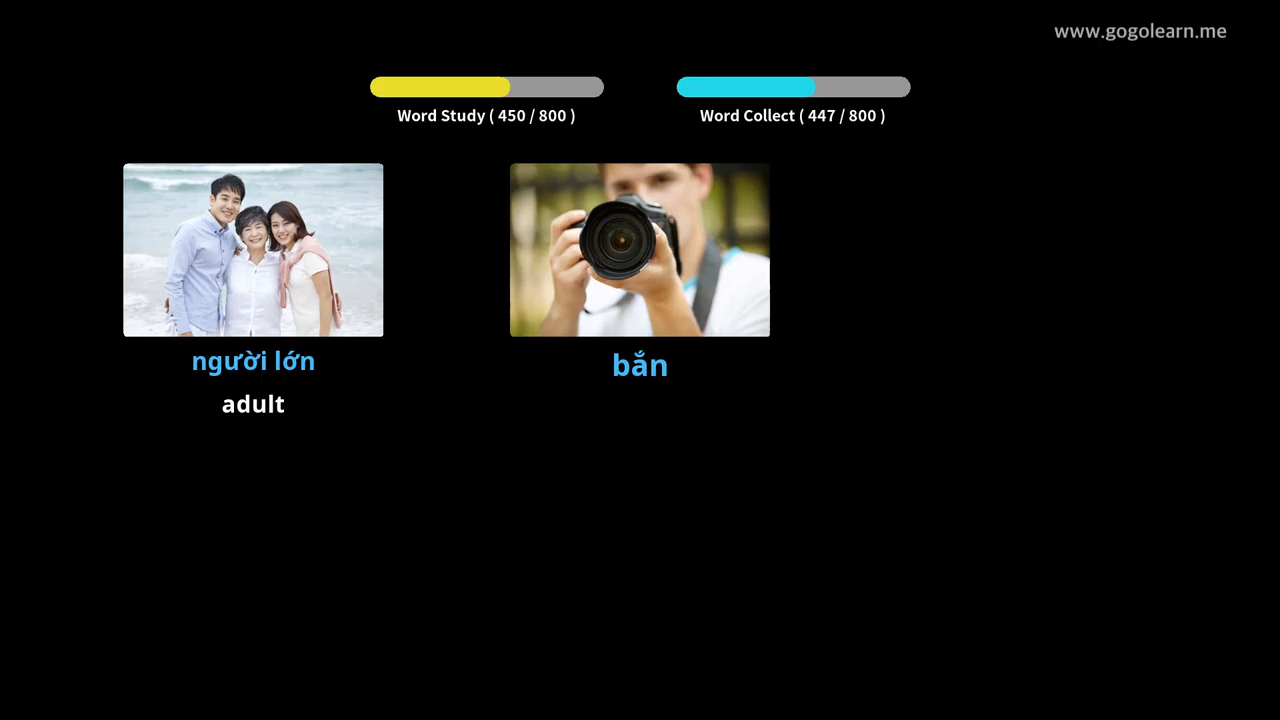 www.gogolearn.me
Word Study ( 450 / 800 )
Word Collect ( 447 / 800 )
người lớn
adult
bắn